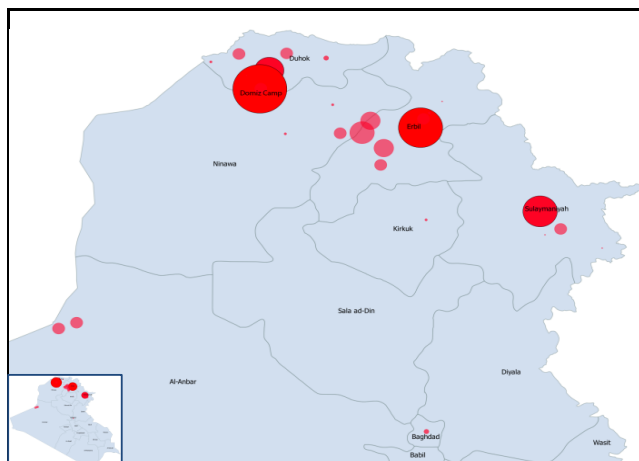 Duhok
Domiz Camp
Erbil
Ninawa
Sulaymaniyah
Kirkuk
Sala ad-Din
Al-Anbar
Diyala
Baghdad
Wasit
Babil